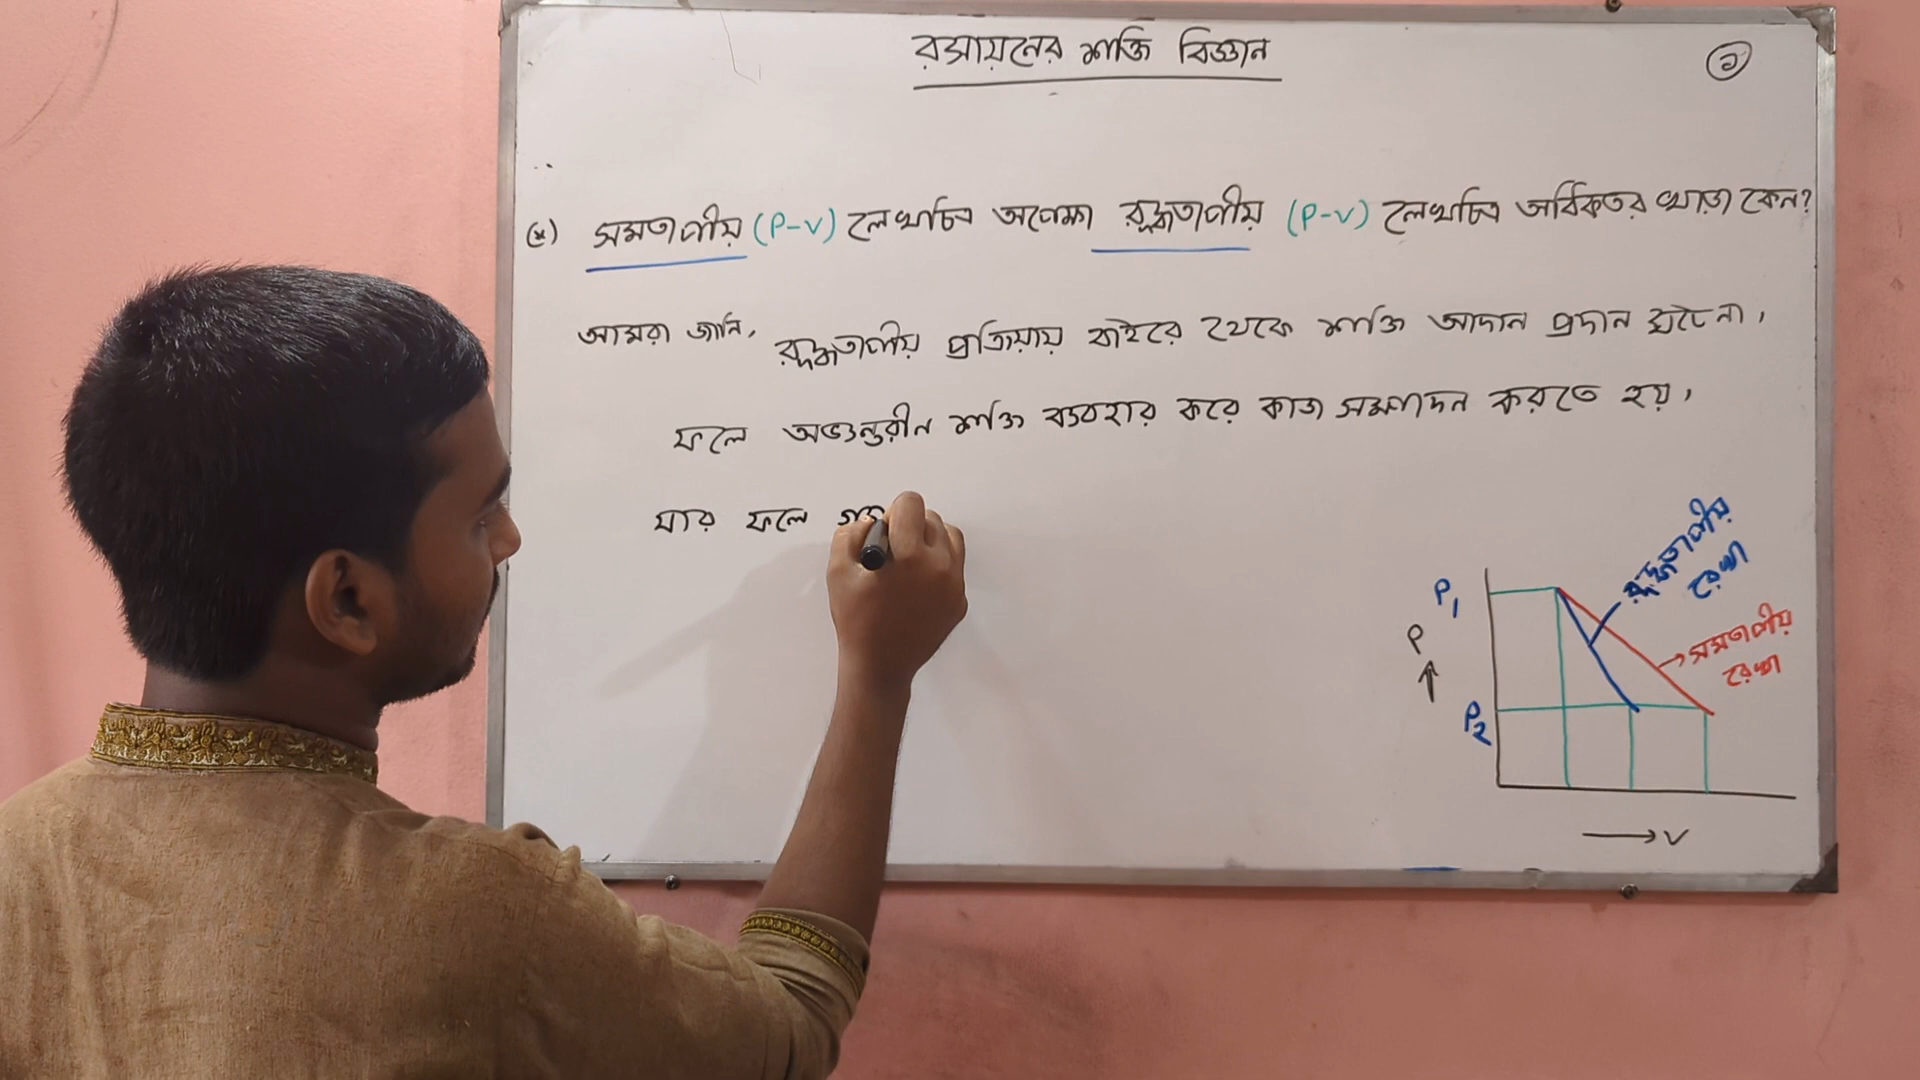 রসায়নের শক্তি বিজ্ঞান
১
(*) সমতাপীয় (P-V) লেখচিত্র অপেক্ষা রুদ্ধতাপীয় (P-V) লেখচিত্র অধিকতর খাড়া কেন?
আমরা জানি, রুদ্ধতাপীয় প্রক্রিয়ায় বাইরে থেকে শক্তি আদান প্রদান ঘটেনা,
ফলে অভ্যন্তরীন শক্তি ব্যবহার করে কাজ সম্পাদন করতে হয়,
যার ফলে
P1
P
P2
রুদ্ধতাপীয়
রেখা
সমতাপীয়
রেখা
V